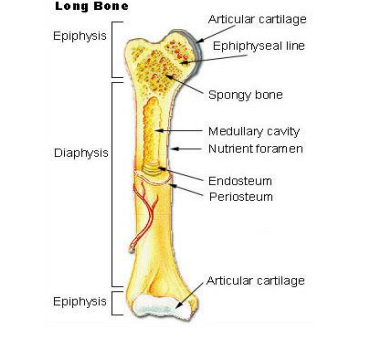 Long Bone
Articular cartilage
Epiphysis
Ephiphyseal line
Spongy bone
Medullary cavity
Nutrient foramen
Diaphysis
Endosteum
Periosteum
Articular cartilage
Epiphysis